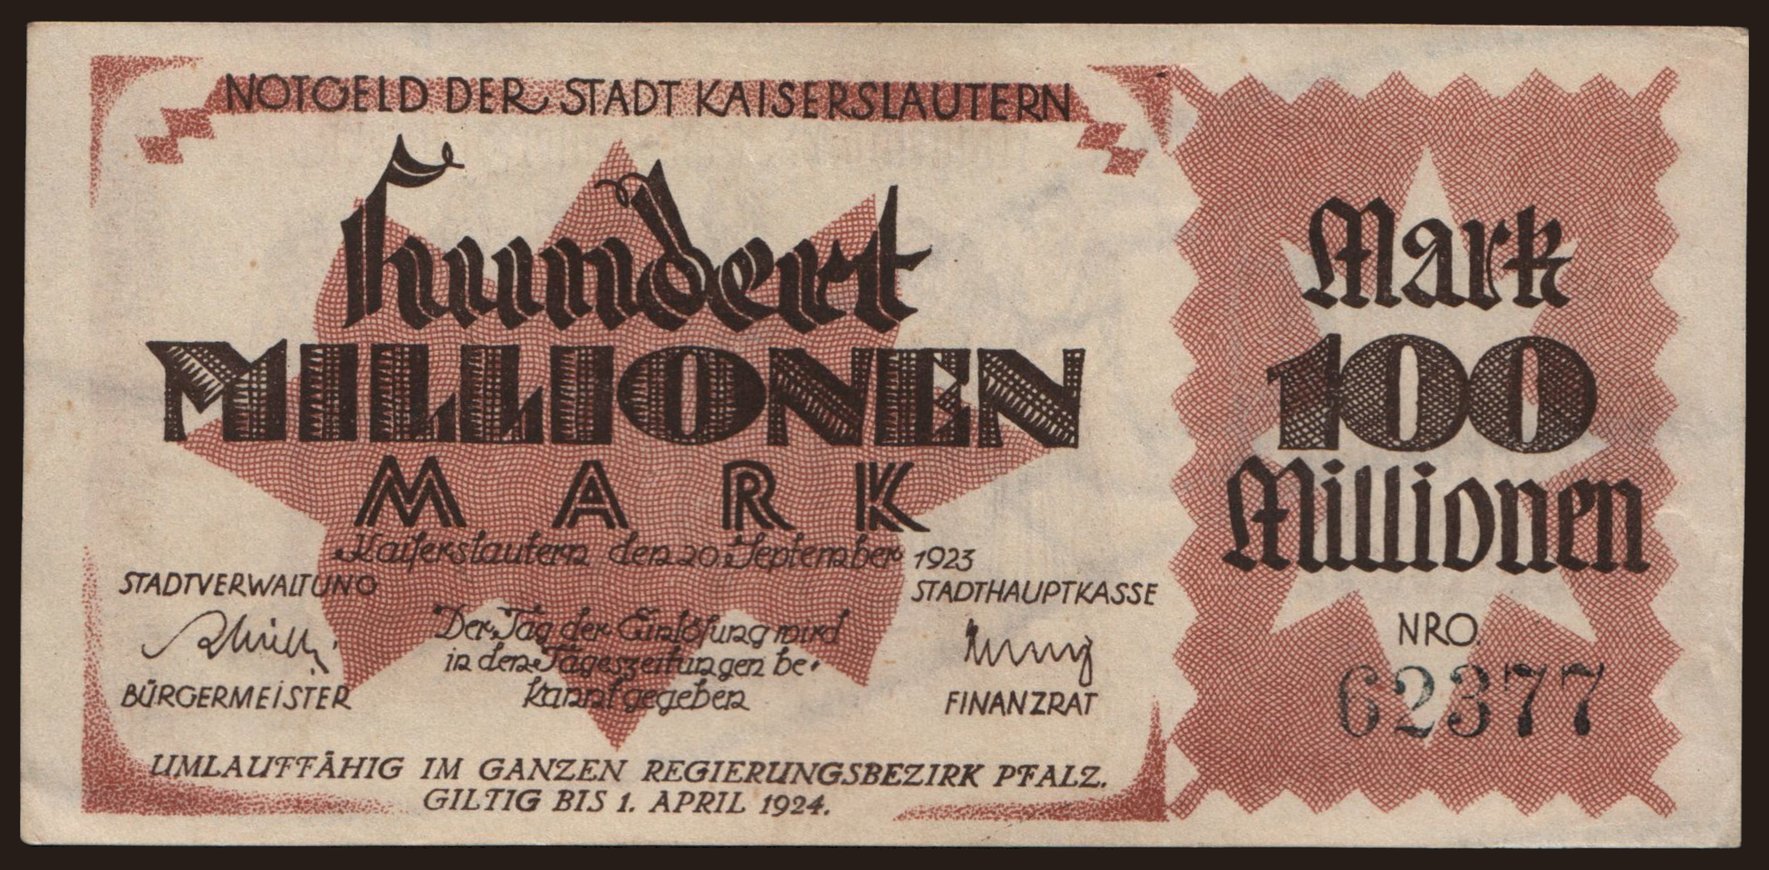 NOTGELD DER STADT KAISERSLAUTERN
hundert
MILLIONEN
MARK
Kaiserslautern den 20. September 1923
STADTVERWALTUNG
STADTHAUPTKASSE
Der Tag der Einlösung wird
in den Tageszeitungen be-
kannt gegeben
BÜRGERMEISTER
FINANZRAT
UMLAUFFÄHIG IM GANZEN REGIERUNGSBEZIRK PFALZ.
GILTIG BIS 1. APRIL 1924.
Mark
100
Millionen
NRO.
62377